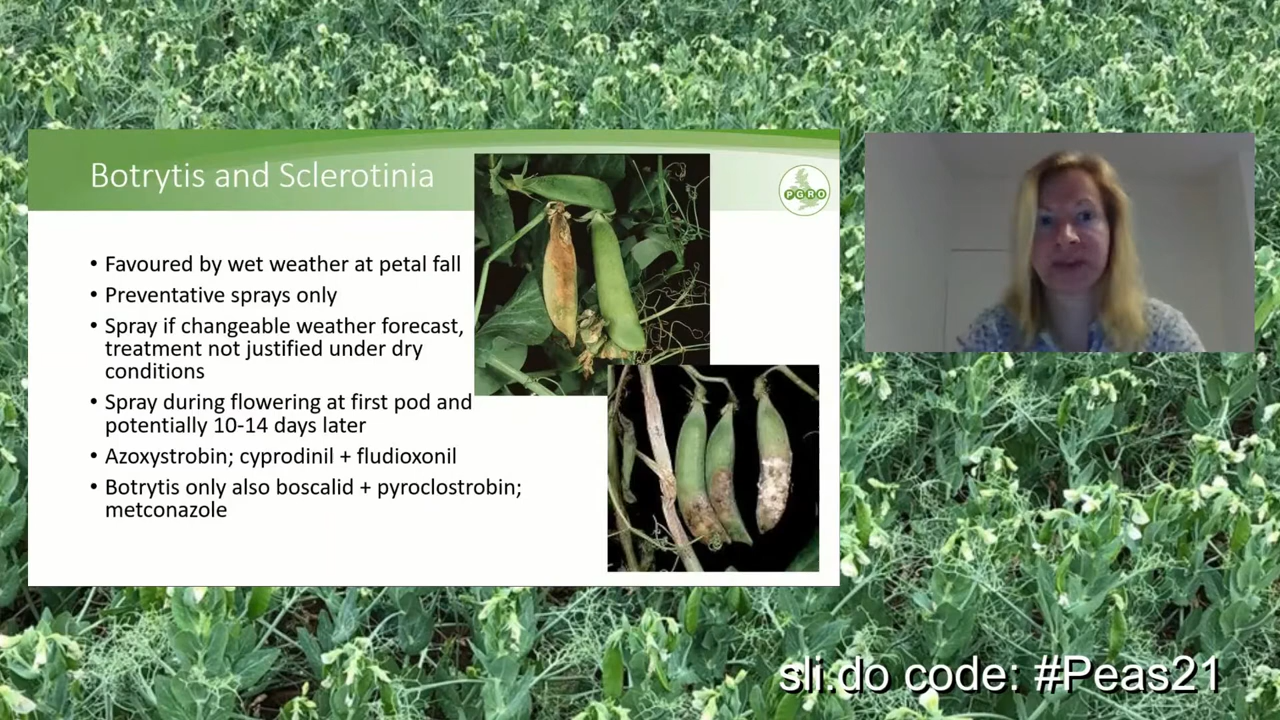 Botrytis and Sclerotinia
PGRO
• Favoured by wet weather at petal fall
• Preventative sprays only
• Spray if changeable weather forecast,
treatment not justified under dry
conditions
• Spray during flowering at first pod and
potentially 10-14 days later
• Azoxystrobin; cyprodinil + fludioxonil
• Botrytis only also boscalid + pyroclostrobin;
metconazole
sli.do code: #Peas21